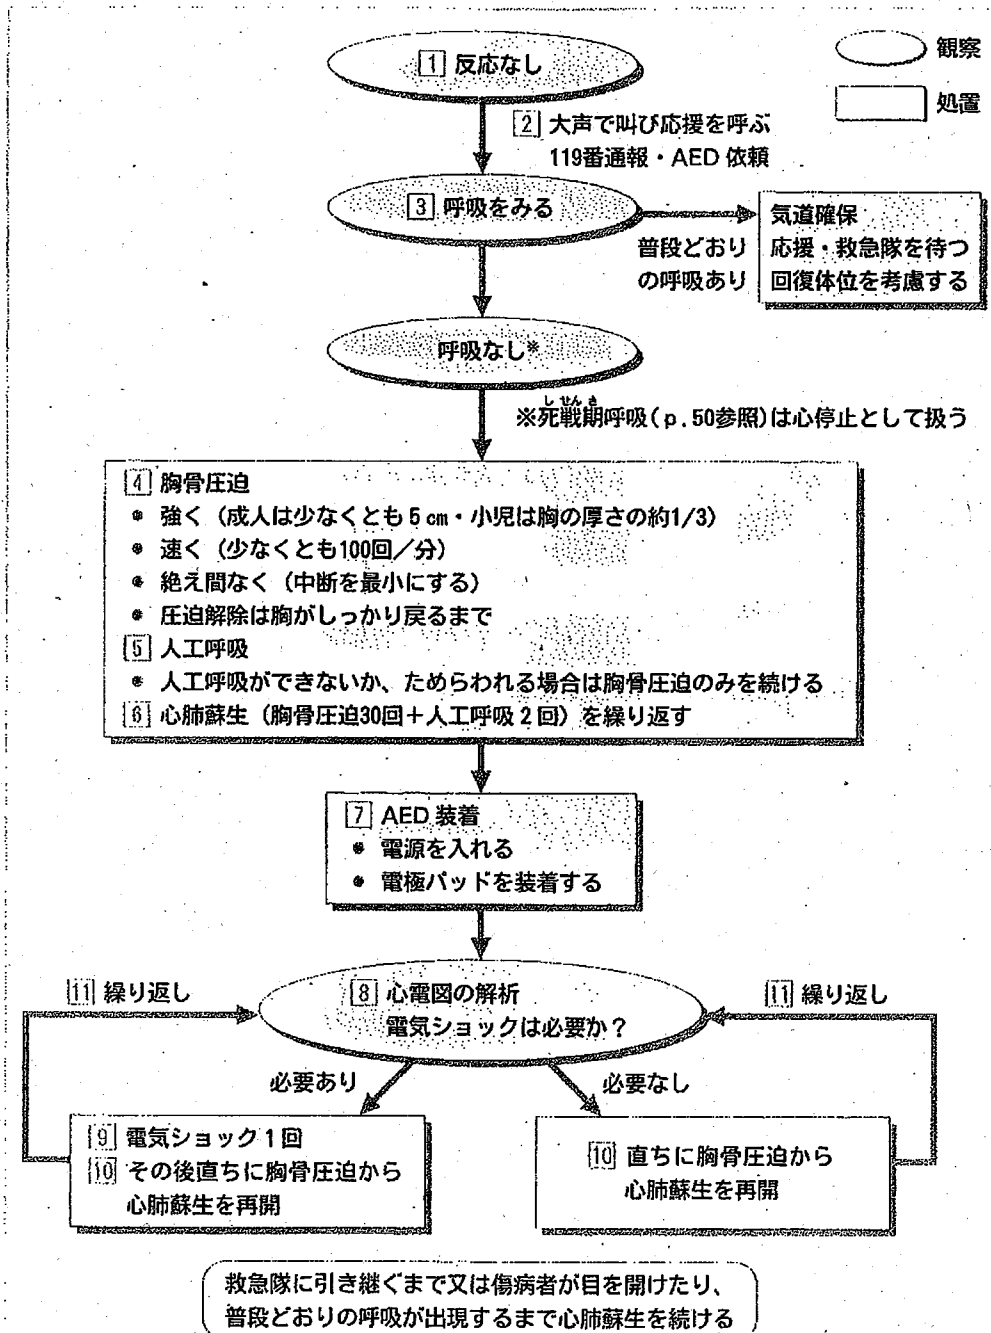 1 反応なし
観察
処置
2 大声で叫び応援を呼ぶ
119番通報・AED 依頼
3 呼吸をみる
普段どおり
の呼吸あり
気道確保
応援・救急隊を待つ
回復体位を考慮する
呼吸なし※
しせんき
※死戦期呼吸(p.50参照)は心停止として扱う
4 胸骨圧迫
● 強く(成人は少なくとも5cm・小児は胸の厚さの約1/3)
● 速く(少なくとも100回/分)
● 絶え間なく(中断を最小にする)
● 圧迫解除は胸がしっかり戻るまで
5 人工呼吸
● 人工呼吸ができないか、ためらわれる場合は胸骨圧迫のみを続ける
6 心肺蘇生(胸骨圧迫30回+人工呼吸2回)を繰り返す
7 AED 装着
● 電源を入れる
● 電極パッドを装着する
8 心電図の解析
電気ショックは必要か?
11 繰り返し
11 繰り返し
必要あり
必要なし
9 電気ショック1回
10 その後直ちに胸骨圧迫から
心肺蘇生を再開
10 直ちに胸骨圧迫から
心肺蘇生を再開
救急隊に引き継ぐまで又は傷病者が目を開けたり、
普段どおりの呼吸が出現するまで心肺蘇生を続ける